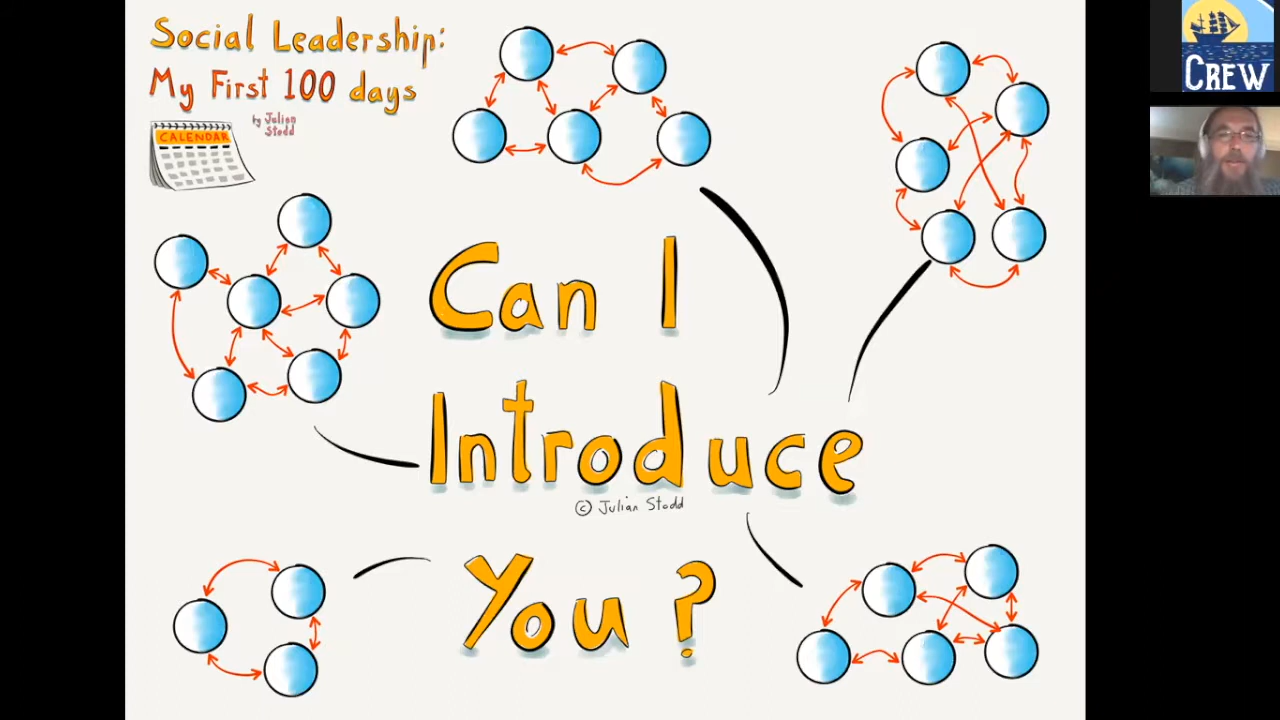 Social Leadership:
My First 100 days
by Julian
Stodd
CALENDAR
Can I
Introduce
© Julian Stodd
You?
CREW